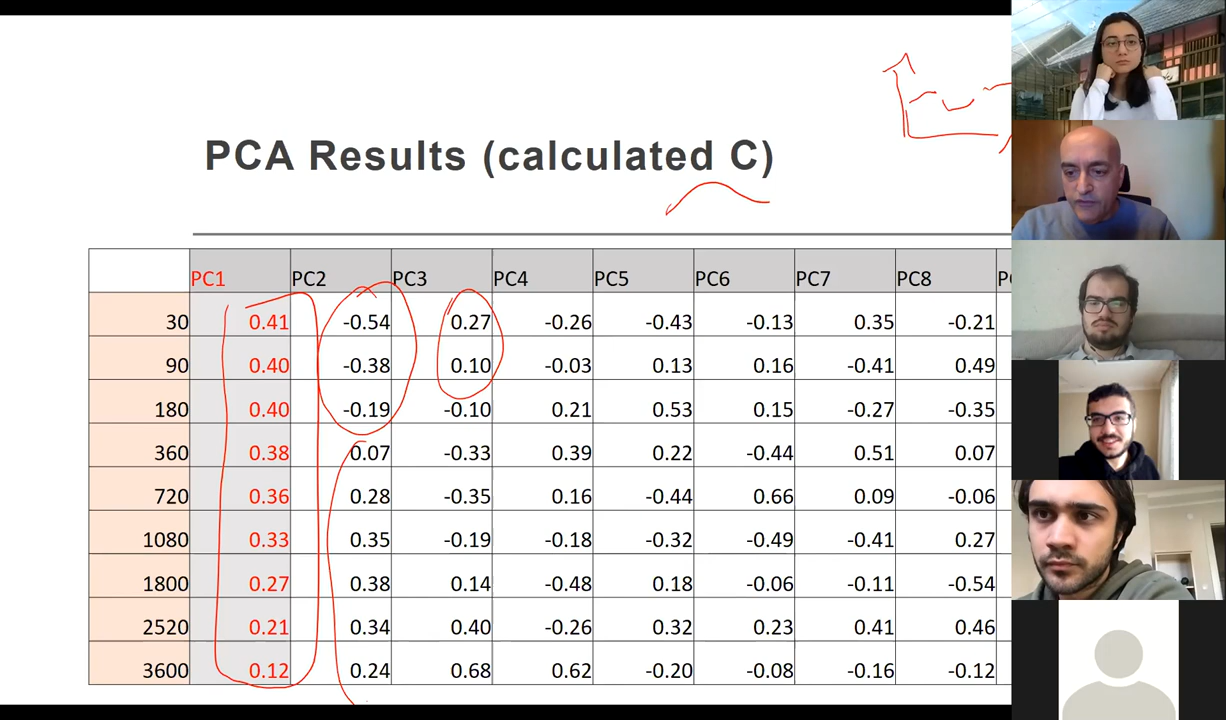 PCA Results (calculated C)
PC1 PC2 PC3 PC4 PC5 PC6 PC7 PC8
30 0.41 -0.54 0.27 -0.26 -0.43 -0.13 0.35 -0.21
90 0.40 -0.38 0.10 -0.03 0.13 0.16 -0.41 0.49
180 0.40 -0.19 -0.10 0.21 0.53 0.15 -0.27 -0.35
360 0.38 0.07 -0.33 0.39 0.22 -0.44 0.51 0.07
720 0.36 0.28 -0.35 0.16 -0.44 0.66 0.09 -0.06
1080 0.33 0.35 -0.19 -0.18 -0.32 -0.49 -0.41 0.27
1800 0.27 0.38 0.14 -0.48 0.18 -0.06 -0.11 -0.54
2520 0.21 0.34 0.40 -0.26 0.32 0.23 0.41 0.46
3600 0.12 0.24 0.68 0.62 -0.20 -0.08 -0.16 -0.12